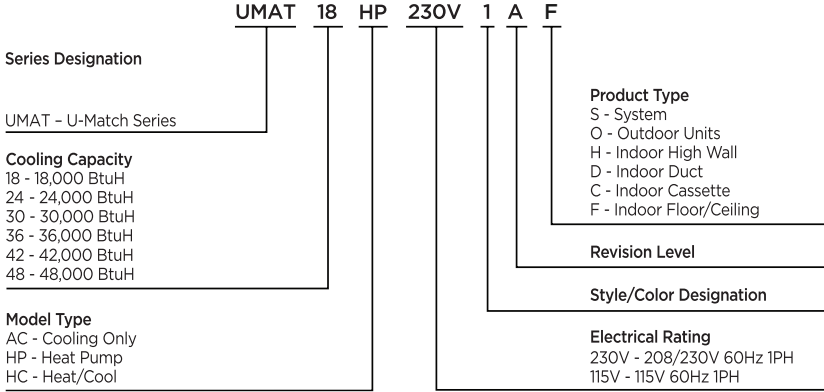 UMAT 18 HP 230V 1 A F
Series Designation
UMAT – U-Match Series
Cooling Capacity
18 - 18,000 BtuH
24 - 24,000 BtuH
30 - 30,000 BtuH
36 - 36,000 BtuH
42 - 42,000 BtuH
48 - 48,000 BtuH
Model Type
AC - Cooling Only
HP - Heat Pump
HC - Heat/Cool
Product Type
S - System
O - Outdoor Units
H - Indoor High Wall
D - Indoor Duct
C - Indoor Cassette
F - Indoor Floor/Ceiling
Revision Level
Style/Color Designation
Electrical Rating
230V - 208/230V 60Hz 1PH
115V - 115V 60Hz 1PH